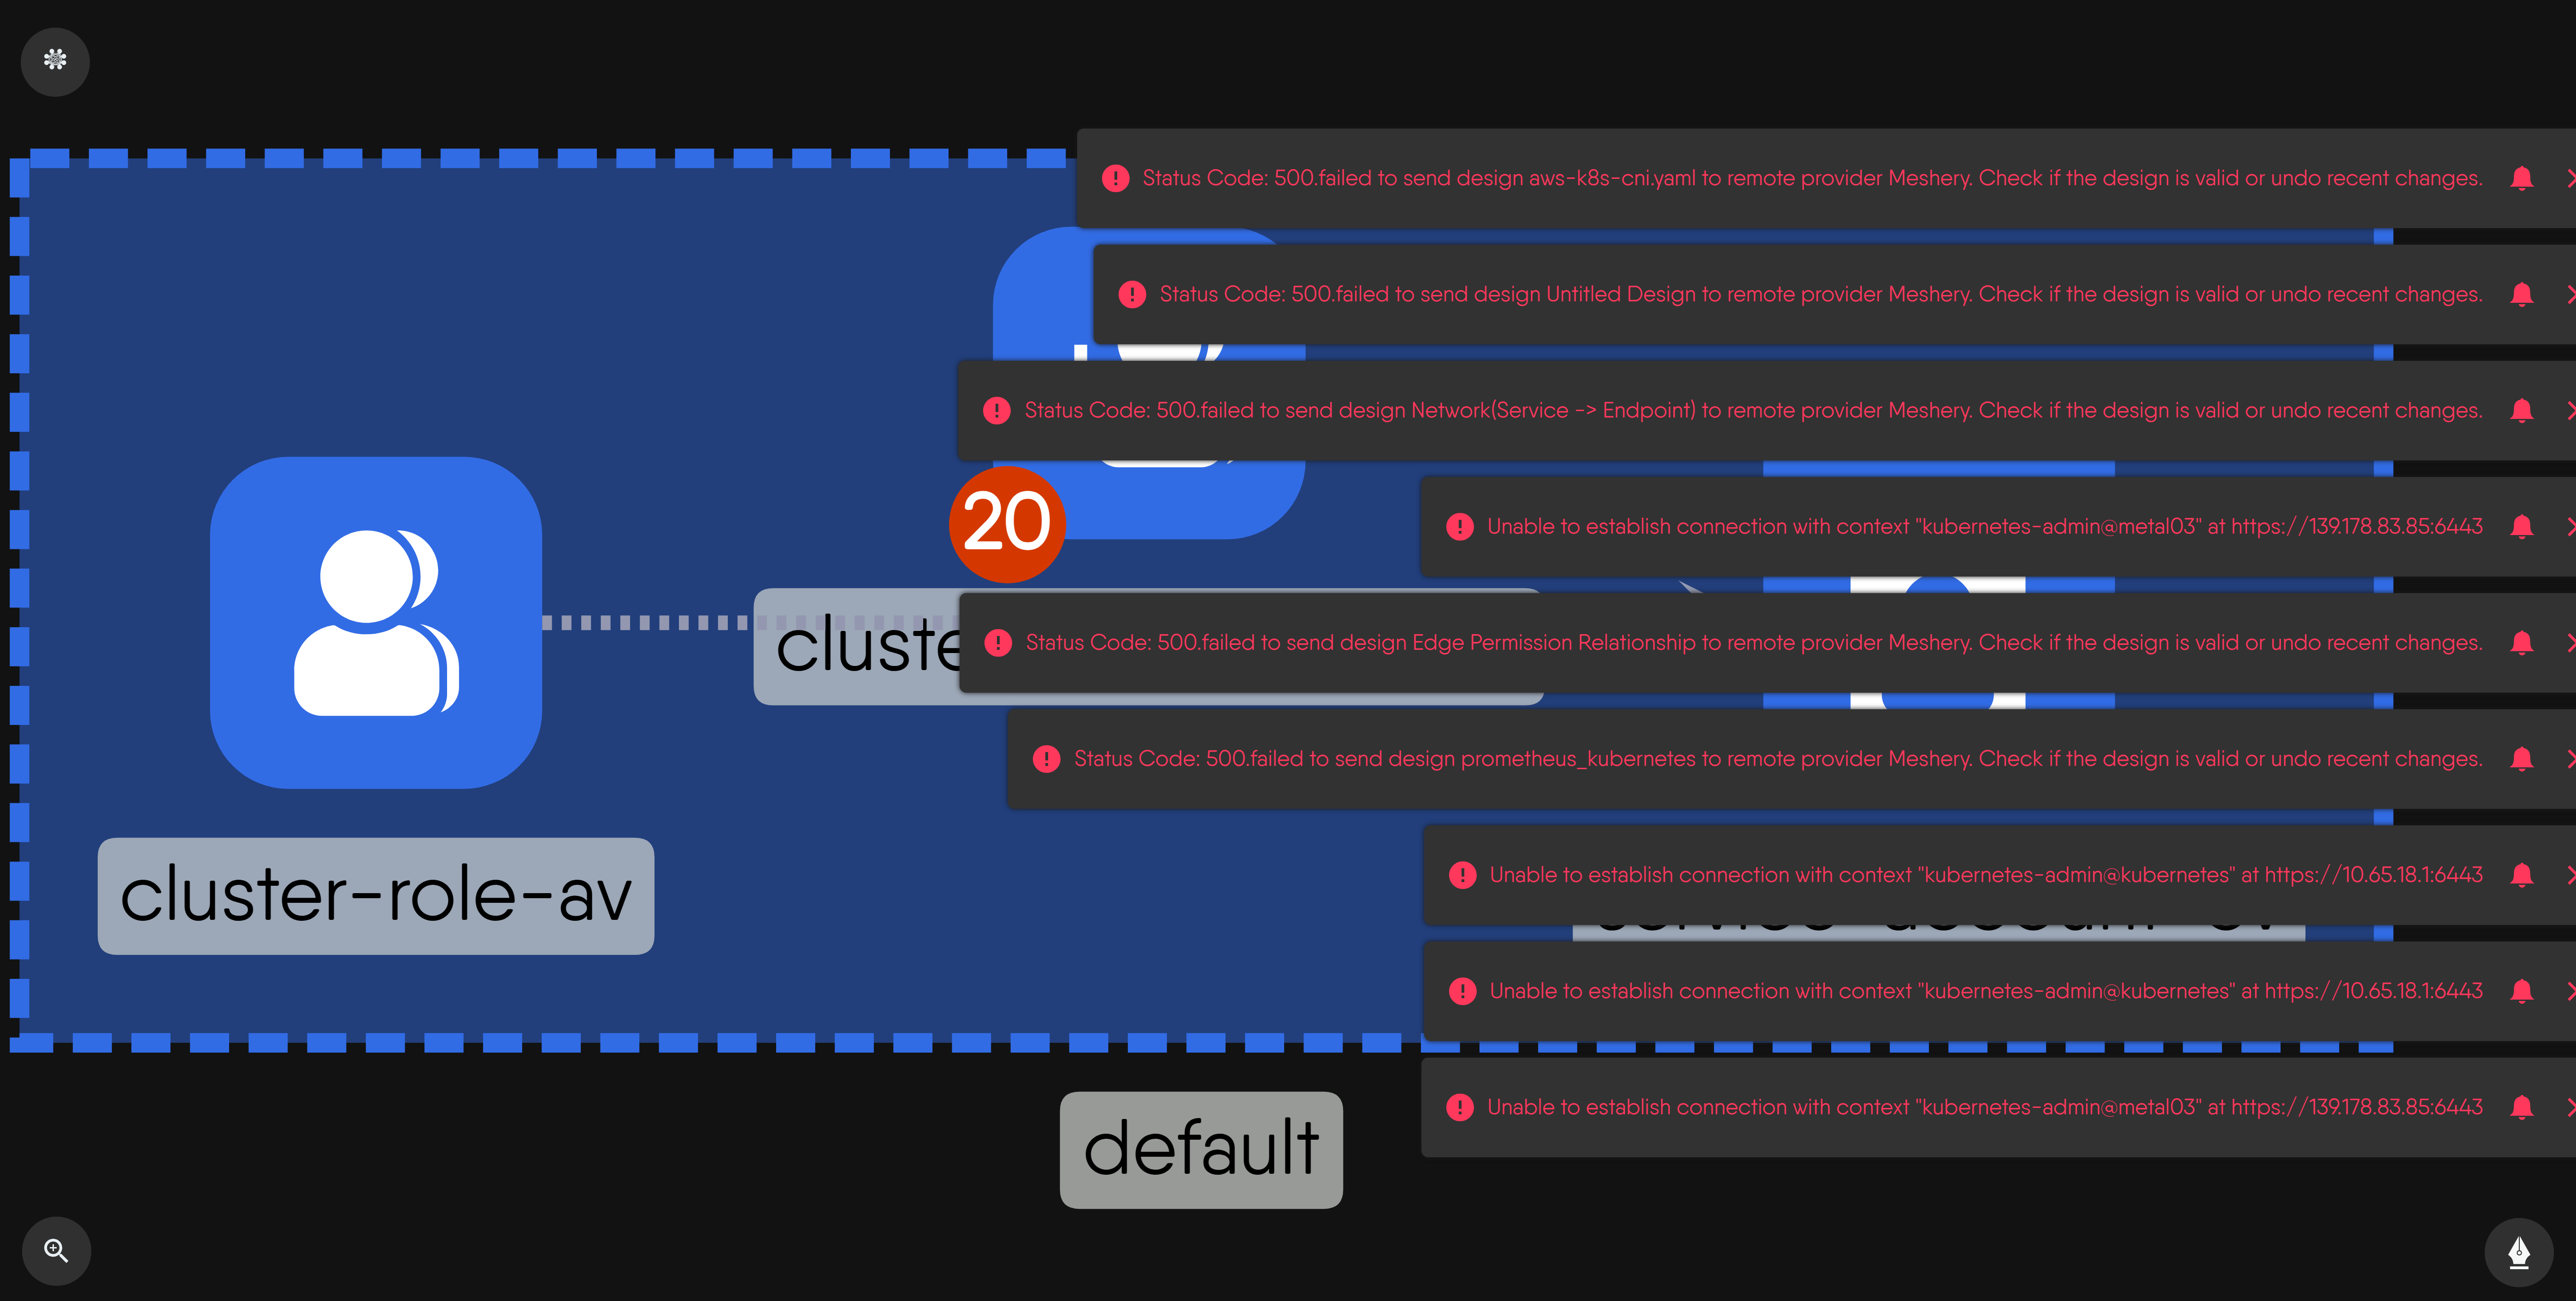 Status Code: 500.failed to send design aws-k8s-cni.yaml to remote provider Meshery. Check if the design is valid or undo recent changes.
Status Code: 500.failed to send design Untitled Design to remote provider Meshery. Check if the design is valid or undo recent changes.
Status Code: 500.failed to send design Network(Service -> Endpoint) to remote provider Meshery. Check if the design is valid or undo recent changes.
20
Unable to establish connection with context "kubernetes-admin@metal03" at https://139.178.83.85:6443
Status Code: 500.failed to send design Edge Permission Relationship to remote provider Meshery. Check if the design is valid or undo recent changes.
Status Code: 500.failed to send design prometheus_kubernetes to remote provider Meshery. Check if the design is valid or undo recent changes.
cluster-role-av
Unable to establish connection with context "kubernetes-admin@kubernetes" at https://10.65.18.1:6443
Unable to establish connection with context "kubernetes-admin@kubernetes" at https://10.65.18.1:6443
Unable to establish connection with context "kubernetes-admin@metal03" at https://139.178.83.85:6443
default